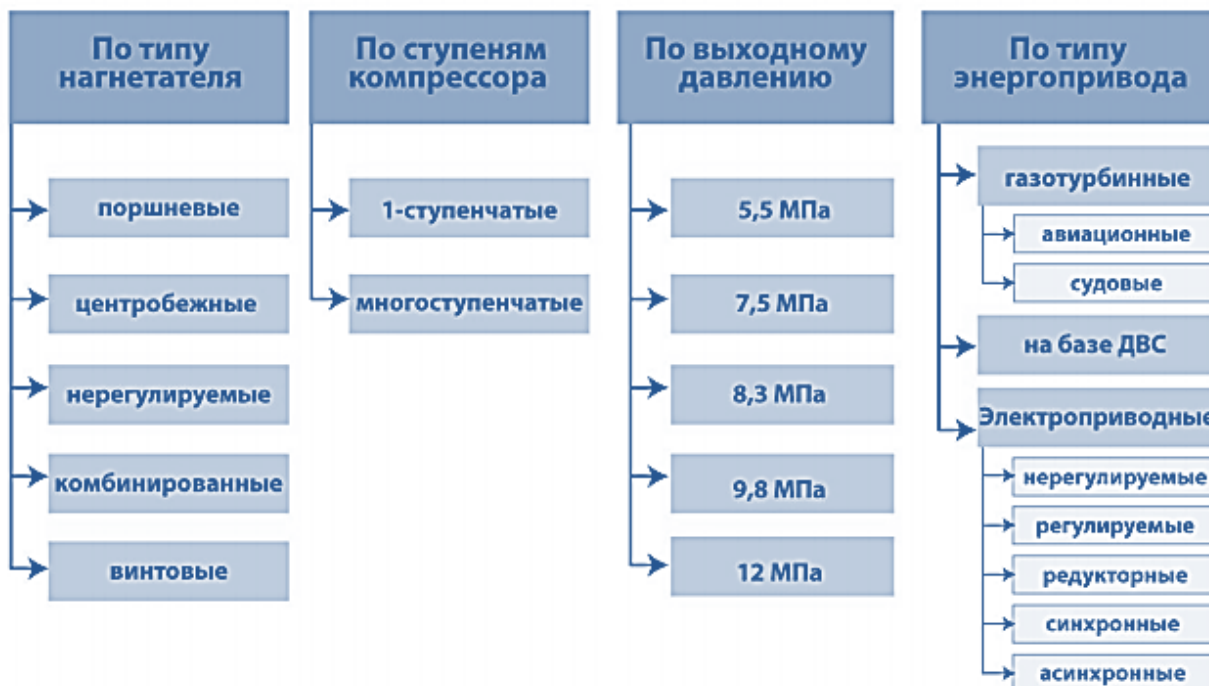 По типу
нагнетателя
поршневые
центробежные
нерегулируемые
комбинированные
винтовые
По ступеням
компрессора
1-ступенчатые
многоступенчатые
По выходному
давлению
5,5 МПа
7,5 МПа
8,3 МПа
9,8 МПа
12 МПа
По типу
энергопривода
газотурбинные
авиационные
судовые
на базе ДВС
Электроприводные
нерегулируемые
регулируемые
редукторные
синхронные
асинхронные